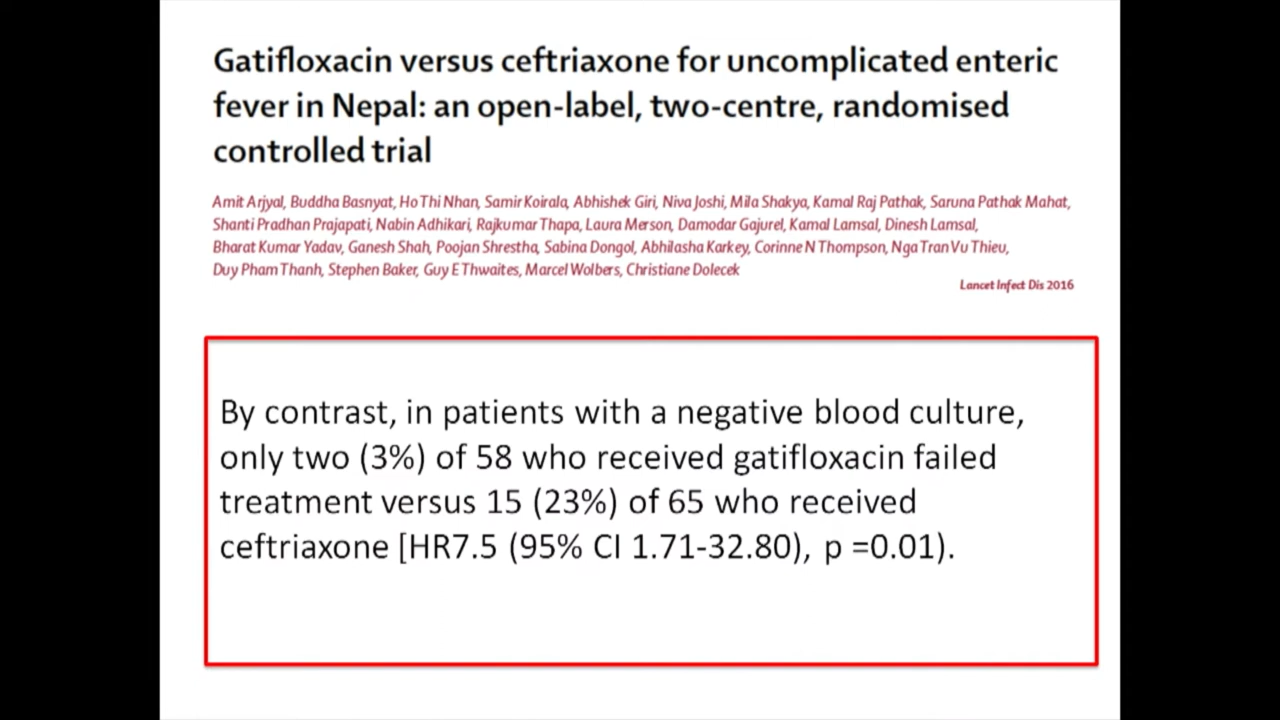 Gatifloxacin versus ceftriaxone for uncomplicated enteric
fever in Nepal: an open-label, two-centre, randomised
controlled trial
Amit Arjyal, Buddha Basnyat, Ho Thi Nhan, Samir Koirala, Abhishek Giri, Niva Joshi, Mila Shakya, Kamal Raj Pathak, Saruna Pathak Mahat,
Shanti Pradhan Prajapati, Nabin Adhikari, Rajkumar Thapa, Laura Merson, Damodar Gajurel, Kamal Lamsal, Dinesh Lamsal,
Bharat Kumar Yadav, Ganesh Shah, Poojan Shrestha, Sabina Dongol, Abhilasha Karkey, Corinne N Thompson, Nga Tran Vu Thieu,
Duy Pham Thanh, Stephen Baker, Guy E Thwaites, Marcel Wolbers, Christiane Dolecek
Lancet Infect Dis 2016
By contrast, in patients with a negative blood culture,
only two (3%) of 58 who received gatifloxacin failed
treatment versus 15 (23%) of 65 who received
ceftriaxone [HR7.5 (95% CI 1.71-32.80), p =0.01).